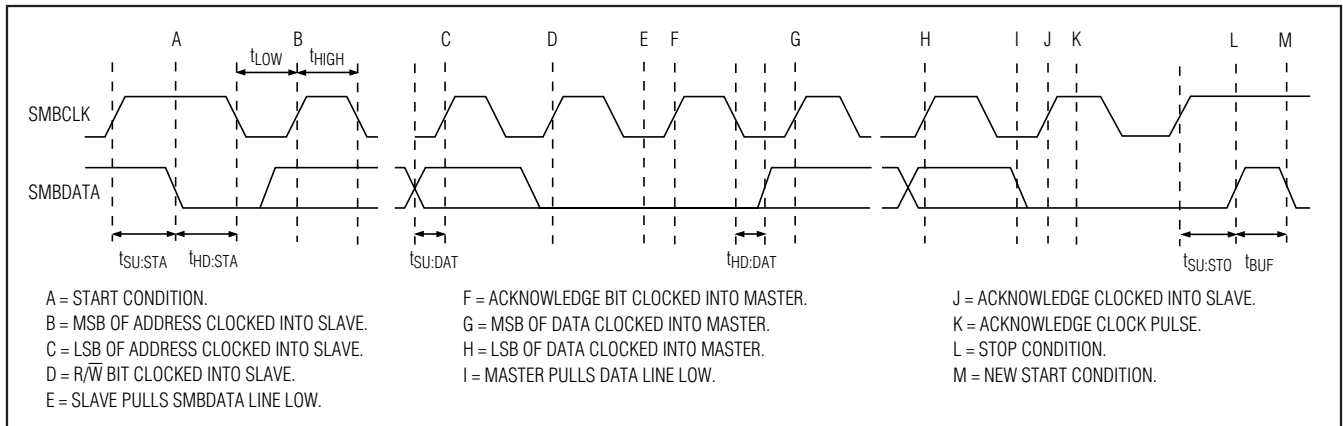 A B C D E F G H I J K L M
tLOW tHIGH
SMBCLK
SMBDATA
tSU:STA tHD:STA tSU:DAT tHD:DAT tSU:STO tBUF
A = START CONDITION.
B = MSB OF ADDRESS CLOCKED INTO SLAVE.
C = LSB OF ADDRESS CLOCKED INTO SLAVE.
D = R/W̅ BIT CLOCKED INTO SLAVE.
E = SLAVE PULLS SMBDATA LINE LOW.
F = ACKNOWLEDGE BIT CLOCKED INTO MASTER.
G = MSB OF DATA CLOCKED INTO MASTER.
H = LSB OF DATA CLOCKED INTO MASTER.
I = MASTER PULLS DATA LINE LOW.
J = ACKNOWLEDGE CLOCKED INTO SLAVE.
K = ACKNOWLEDGE CLOCK PULSE.
L = STOP CONDITION.
M = NEW START CONDITION.